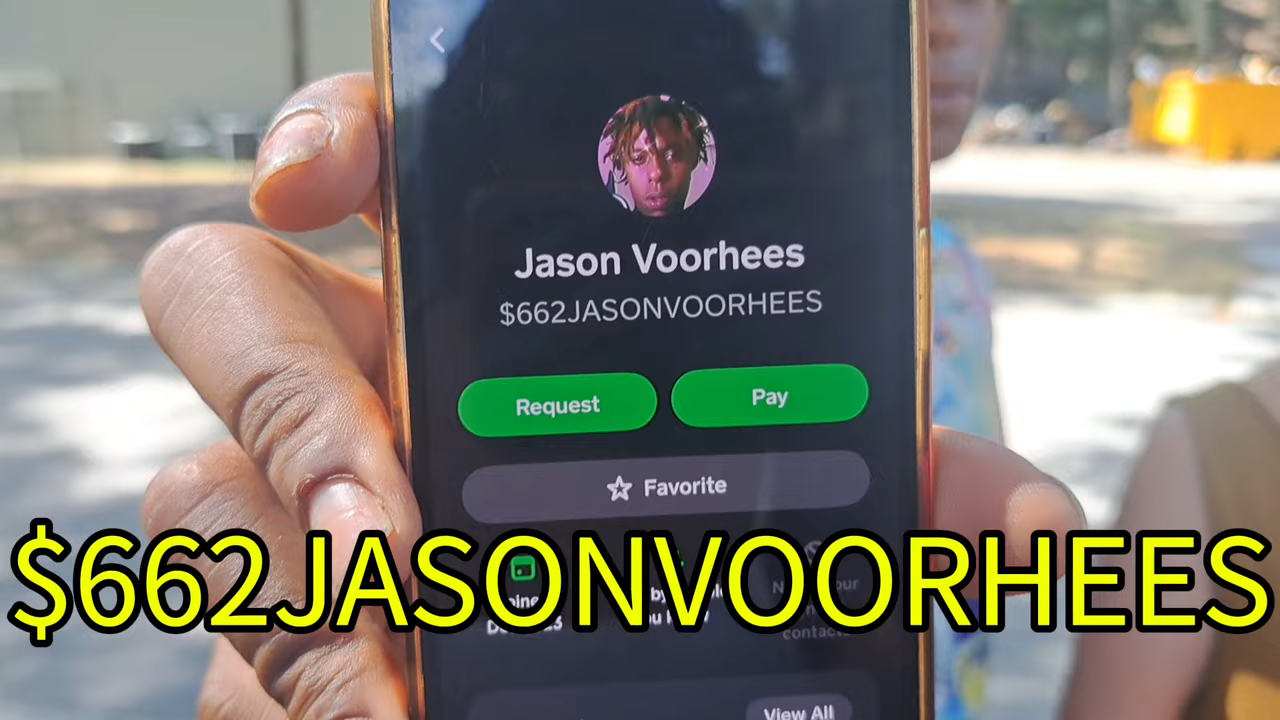 Jason Voorhees
$662JASONVOORHEES
Request
Pay
Favorite
$662JASONVOORHEES
View All